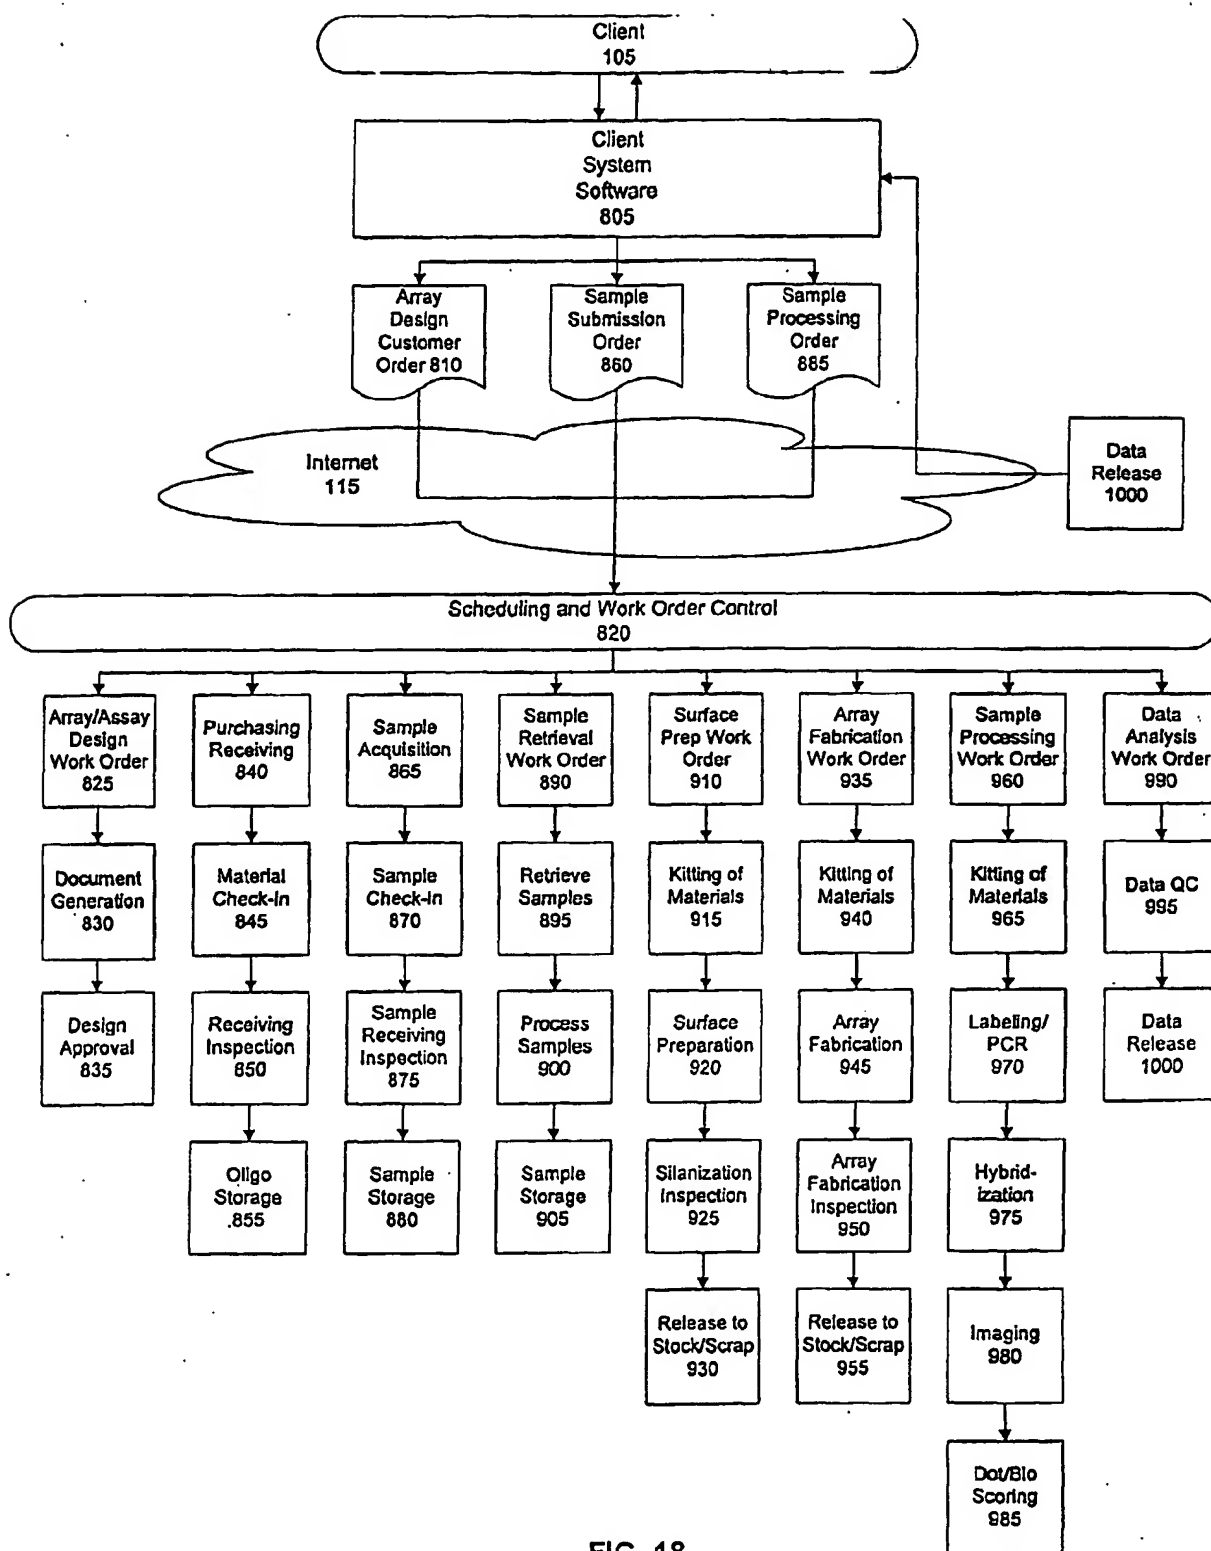 Client
105
Client
System
Software
805
Array
Design
Customer
Order 810
Sample
Submission
Order
860
Sample
Processing
Order
885
Internet
115
Data
Release
1000
Scheduling and Work Order Control
820
Array/Assay
Design
Work Order
825
Purchasing
Receiving
840
Sample
Acquisition
865
Sample
Retrieval
Work Order
890
Surface
Prep Work
Order
910
Array
Fabrication
Work Order
935
Sample
Processing
Work Order
960
Data
Analysis
Work Order
990
Document
Generation
830
Material
Check-In
845
Sample
Check-In
870
Retrieve
Samples
895
Kitting of
Materials
915
Kitting of
Materials
940
Kitting of
Materials
965
Data QC
995
Design
Approval
835
Receiving
Inspection
850
Sample
Receiving
Inspection
875
Process
Samples
900
Surface
Preparation
920
Array
Fabrication
945
Labeling/
PCR
970
Data
Release
1000
Oligo
Storage
855
Sample
Storage
880
Sample
Storage
905
Silanization
Inspection
925
Array
Fabrication
Inspection
950
Hybrid-
ization
975
Release to
Stock/Scrap
930
Release to
Stock/Scrap
955
Imaging
980
Dot/Bio
Scoring
985
FIG. 18